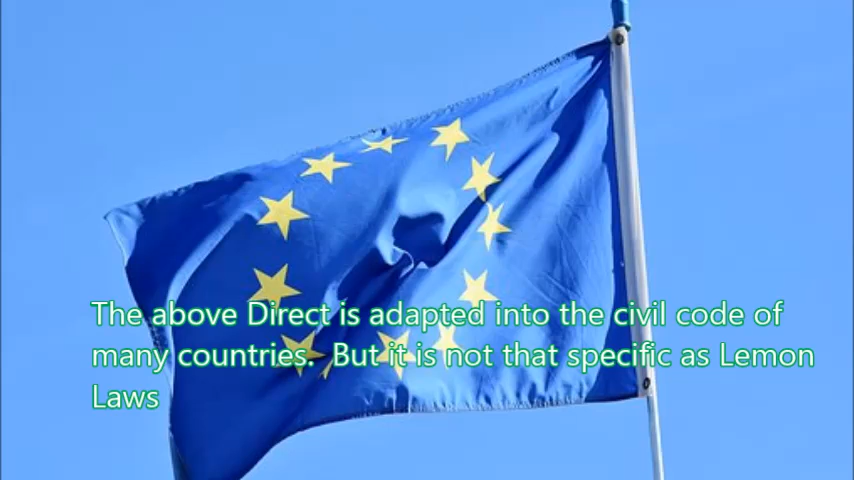 The above Direct is adapted into the civil code of
many countries.  But it is not that specific as Lemon
Laws